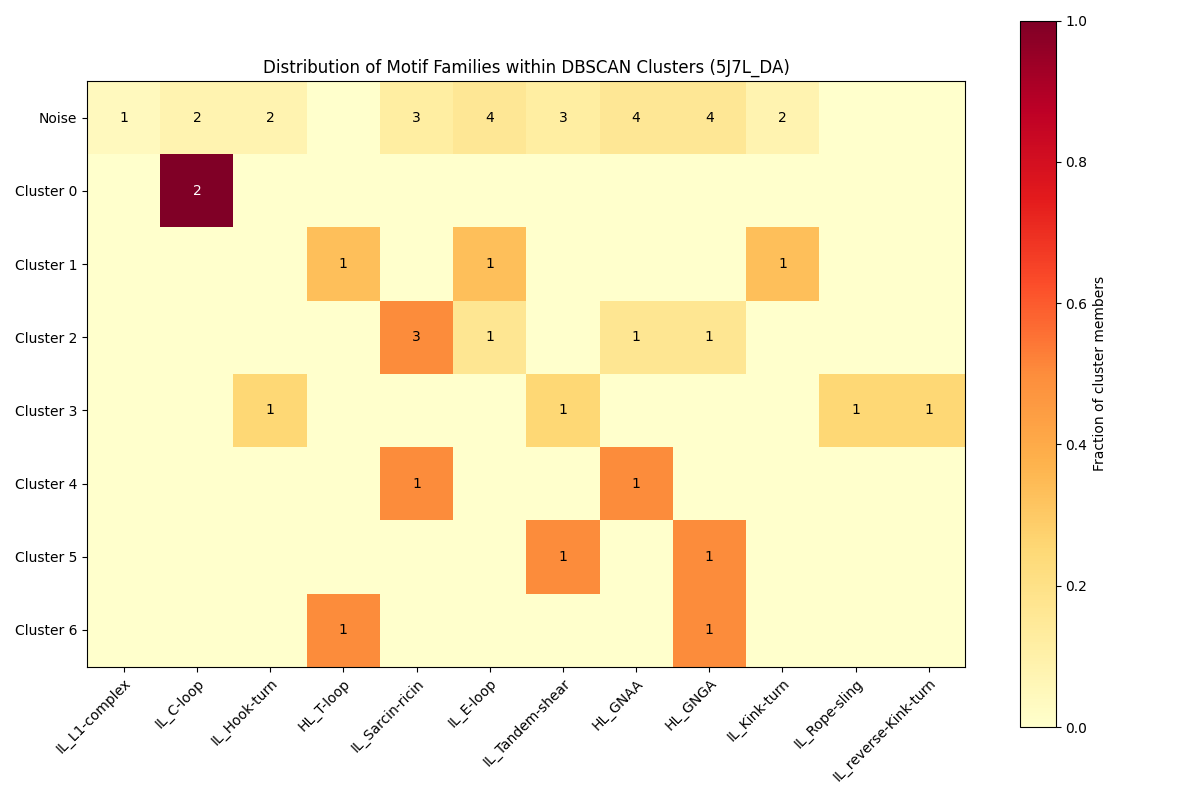 Distribution of Motif Families within DBSCAN Clusters (5J7L_DA)
Noise 1 2 2 3 4 3 4 4 2
Cluster 0 2
Cluster 1 1 1 1
Cluster 2 3 1 1 1
Cluster 3 1 1 1 1
Cluster 4 1 1
Cluster 5 1 1
Cluster 6 1 1
IL_L1-complex
IL_C-loop
IL_Hook-turn
HL_T-loop
IL_Sarcin-ricin
IL_E-loop
IL_Tandem-shear
HL_GNAA
HL_GNGA
IL_Kink-turn
IL_Rope-sling
IL_reverse-Kink-turn
1.0
0.8
0.6
0.4
0.2
0.0
Fraction of cluster members